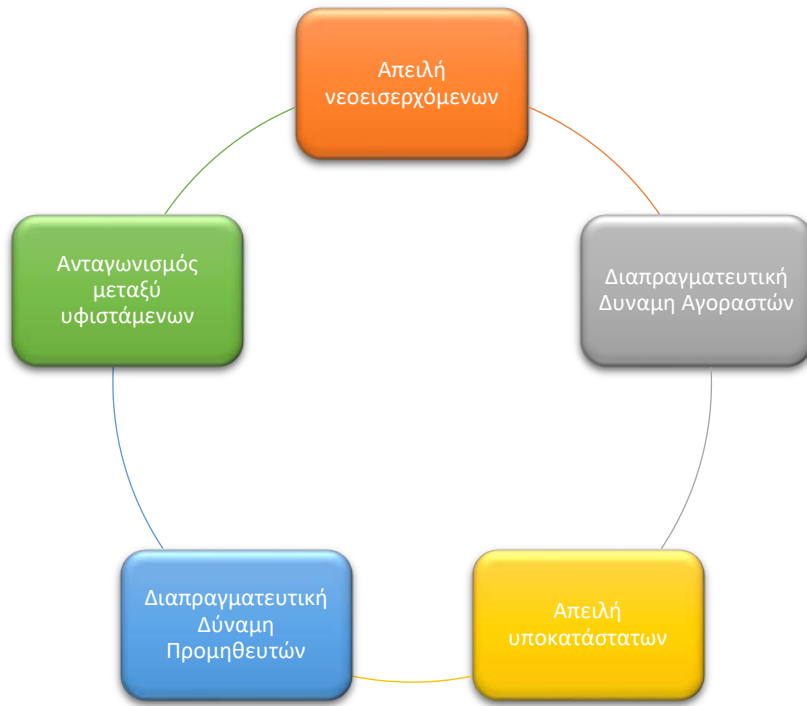 Απειλή
νεοεισερχόμενων
Ανταγωνισμός
μεταξύ
υφιστάμενων
Διαπραγματευτική
Δυναμη Αγοραστών
Διαπραγματευτική
Δύναμη
Προμηθευτών
Απειλή
υποκατάστατων